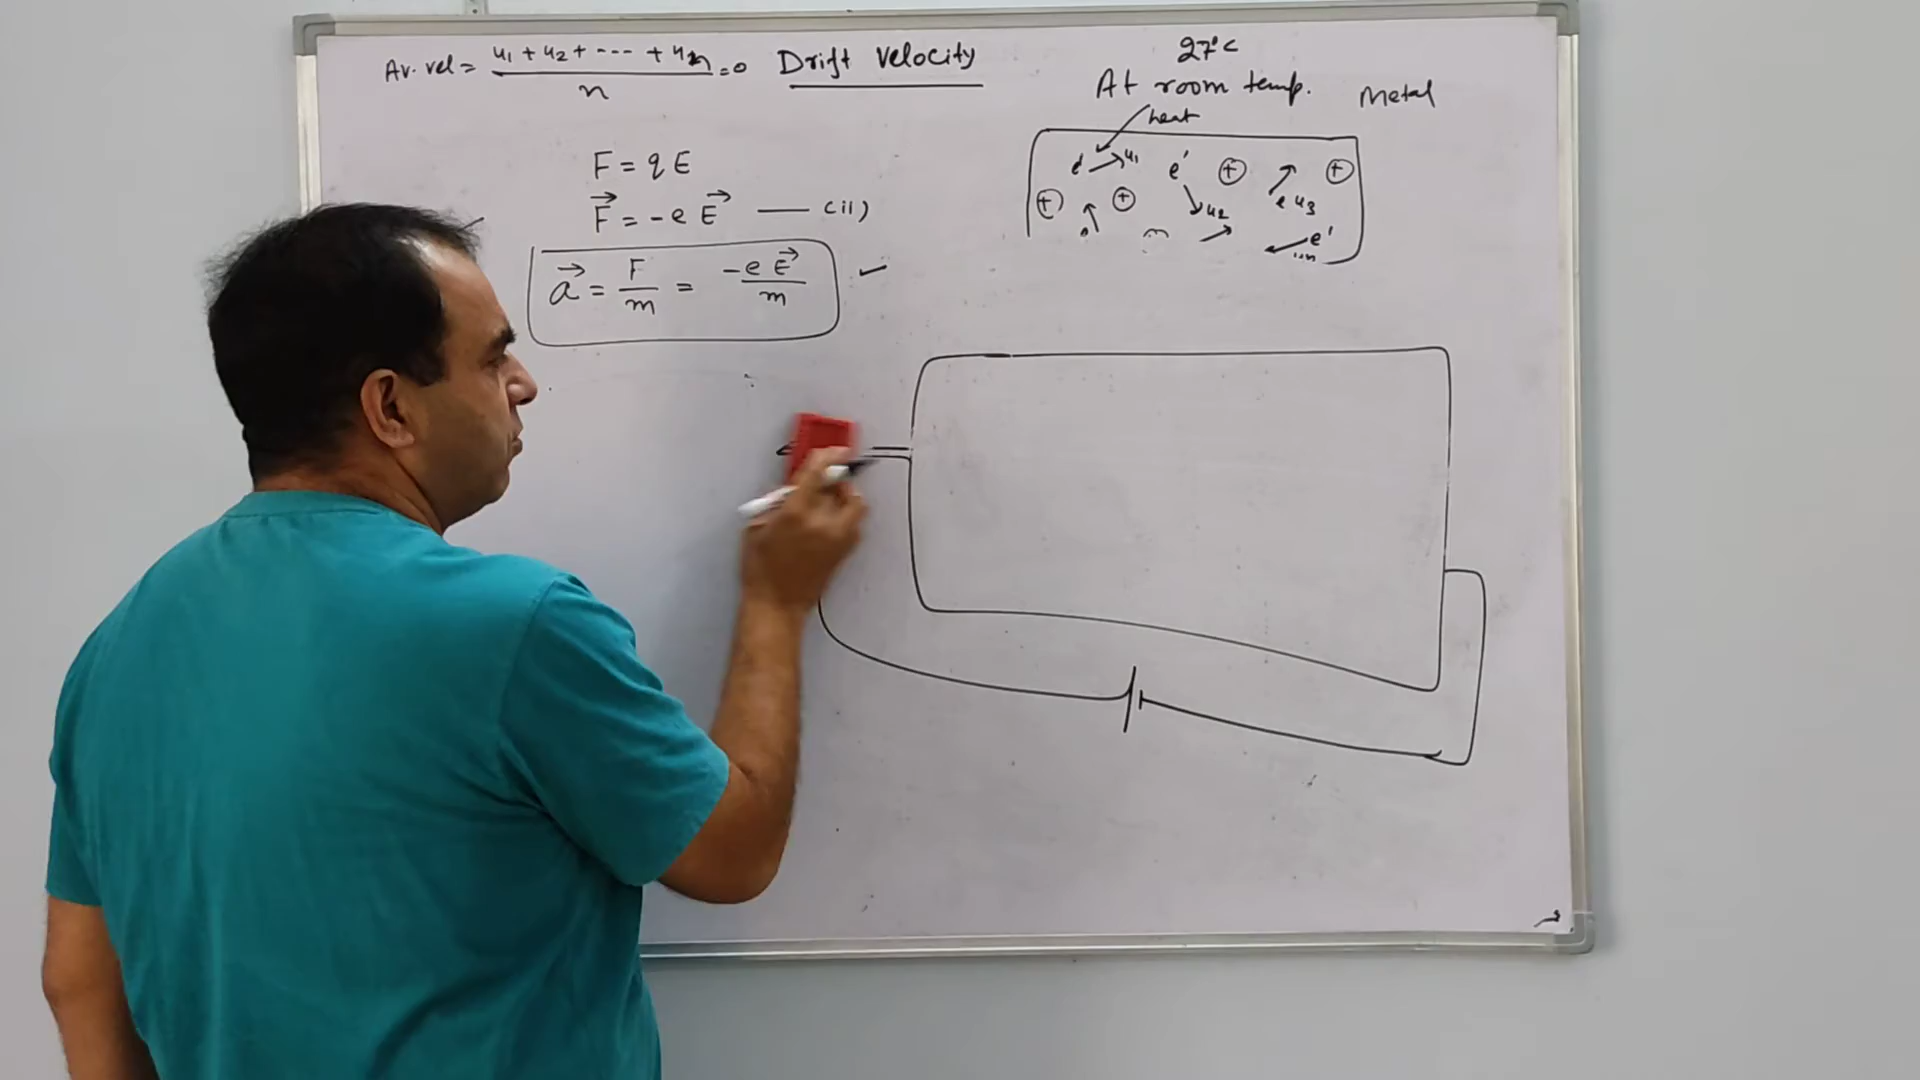 Av. vel = u1 + u2 + --- + un / n = 0
Drift Velocity
27°C
At room temp.
Metal
heat
F = qE
F⃗ = -e E⃗ —— (ii)
a⃗ = F/m = -eE⃗/m ✓
e → u1 e' + +
+ + u2 e u3
e'